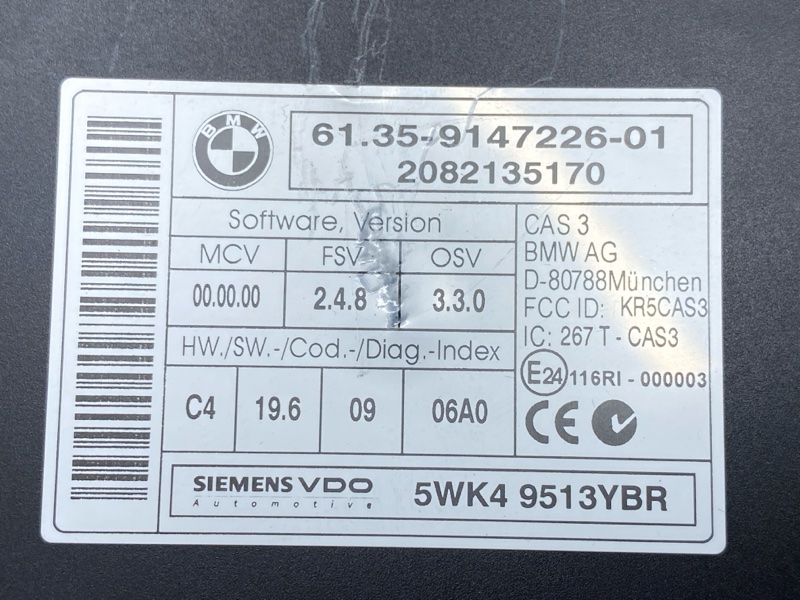 BMW
61.35-9147226-01
2082135170
Software, Version
MCV FSV OSV
00.00.00 2.4.8 3.3.0
HW./SW.-/Cod.-/Diag.-Index
C4 19.6 09 06A0
CAS 3
BMW AG
D-80788München
FCC ID: KR5CAS3
IC: 267 T - CAS3
E24 116RI - 000003
CE
SIEMENS VDO
Automotive
5WK4 9513YBR